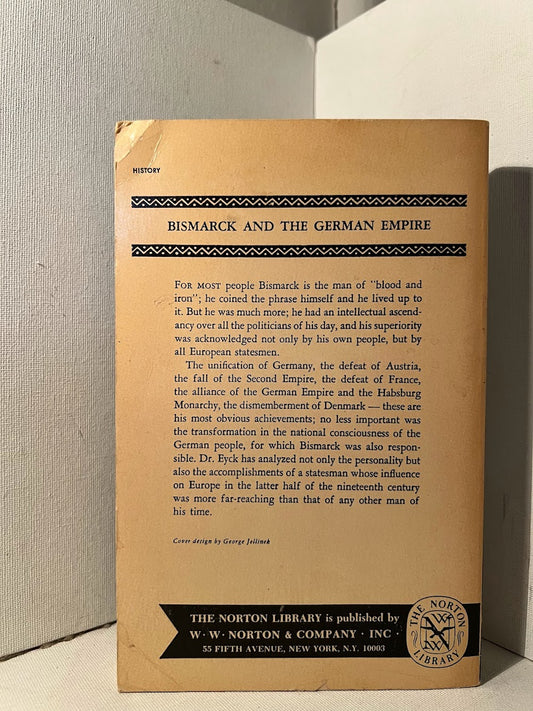 HISTORY
BISMARCK AND THE GERMAN EMPIRE
FOR MOST people Bismarck is the man of "blood and
iron"; he coined the phrase himself and he lived up to
it. But he was much more; he had an intellectual ascend-
ancy over all the politicians of his day, and his superiority
was acknowledged not only by his own people, but by
all European statesmen.
The unification of Germany, the defeat of Austria,
the fall of the Second Empire, the defeat of France,
the alliance of the German Empire and the Habsburg
Monarchy, the dismemberment of Denmark — these are
his most obvious achievements; no less important was
the transformation in the national consciousness of the
German people, for which Bismarck was also respon-
sible. Dr. Eyck has analyzed not only the personality but
also the accomplishments of a statesman whose influence
on Europe in the latter half of the nineteenth century
was more far-reaching than that of any other man of
his time.
Cover design by George Jellinek
THE NORTON LIBRARY is published by
W · W · NORTON & COMPANY · INC ·
55 FIFTH AVENUE, NEW YORK, N.Y. 10003
THE NORTON
LIBRARY